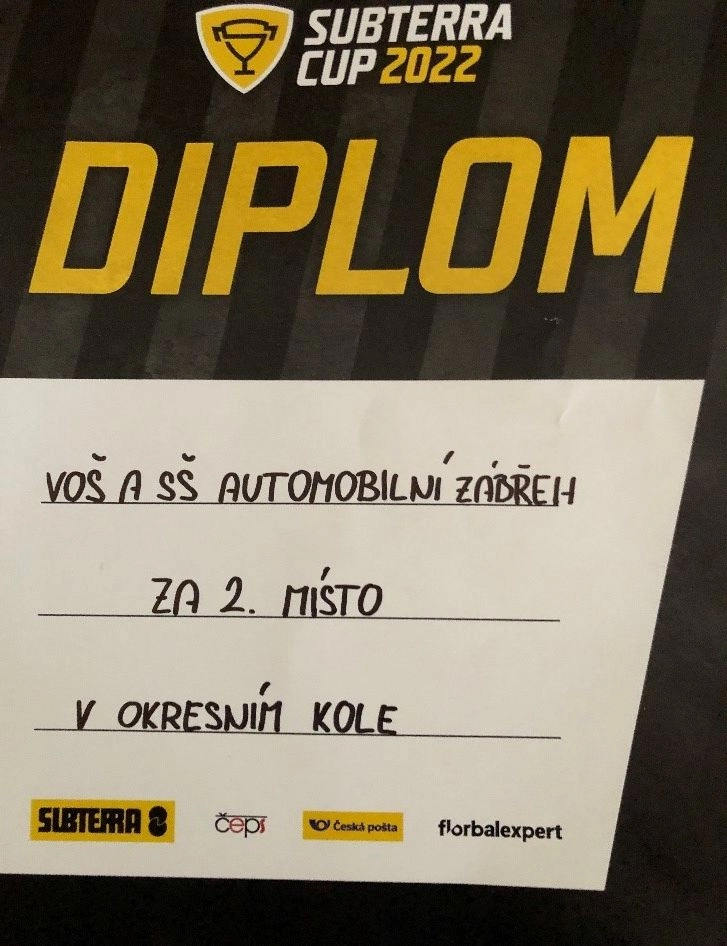 SUBTERRA
CUP 2022
DIPLOM
VOŠ A SŠ AUTOMOBILNÍ ZÁBŘEH
ZA 2. MÍSTO
V OKRESNÍM KOLE
SUBTERRA čeps Česká pošta florbalexpert